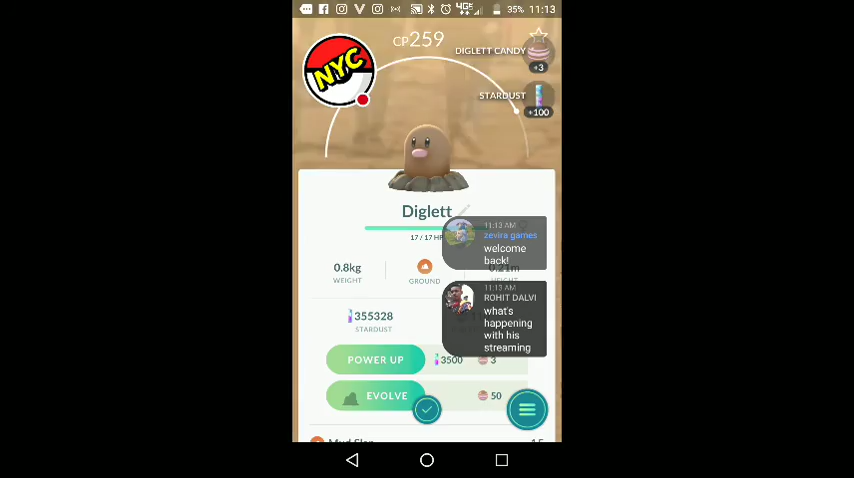 4G 35% 11:13
CP259
DIGLETT CANDY
+3
NYC
STARDUST
+100
Diglett
17 / 17 HP
11:13 AM
zevira games
welcome
back!
0.8kg
WEIGHT
GROUND
0.21m
11:13 AM
ROHIT DALVI
what's
happening
with his
streaming
355328
STARDUST
POWER UP 3500 3
EVOLVE 50